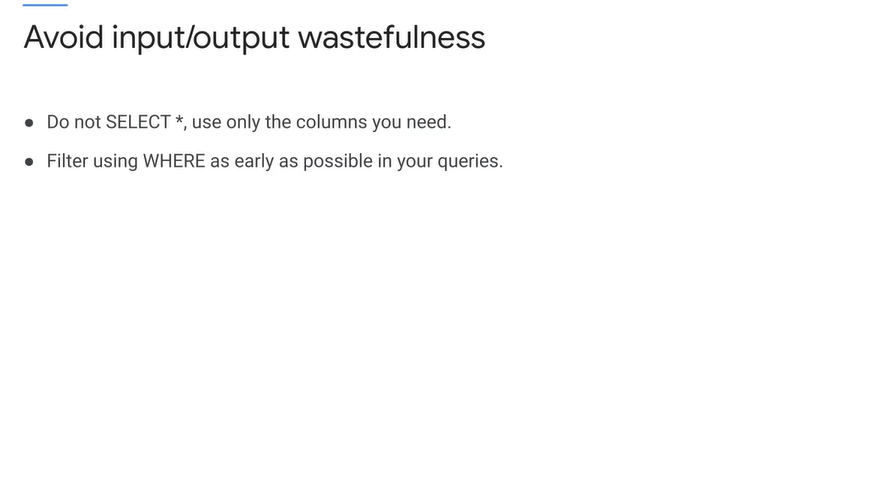 Avoid input/output wastefulness
● Do not SELECT *, use only the columns you need.
● Filter using WHERE as early as possible in your queries.